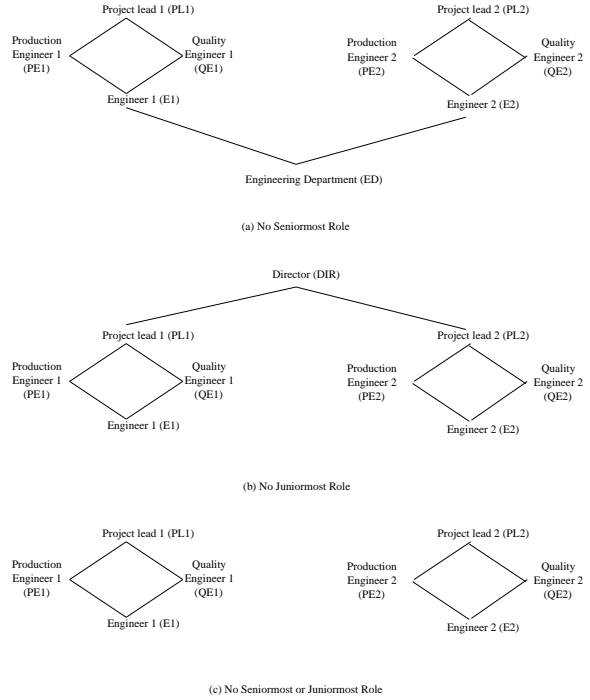 Project lead 1 (PL1)
Production
Engineer 1
(PE1)
Quality
Engineer 1
(QE1)
Engineer 1 (E1)
Project lead 2 (PL2)
Production
Engineer 2
(PE2)
Quality
Engineer 2
(QE2)
Engineer 2 (E2)
Engineering Department (ED)
(a) No Seniormost Role
Director (DIR)
Project lead 1 (PL1)
Production
Engineer 1
(PE1)
Quality
Engineer 1
(QE1)
Engineer 1 (E1)
Project lead 2 (PL2)
Production
Engineer 2
(PE2)
Quality
Engineer 2
(QE2)
Engineer 2 (E2)
(b) No Juniormost Role
Project lead 1 (PL1)
Production
Engineer 1
(PE1)
Quality
Engineer 1
(QE1)
Engineer 1 (E1)
Project lead 2 (PL2)
Production
Engineer 2
(PE2)
Quality
Engineer 2
(QE2)
Engineer 2 (E2)
(c) No Seniormost or Juniormost Role